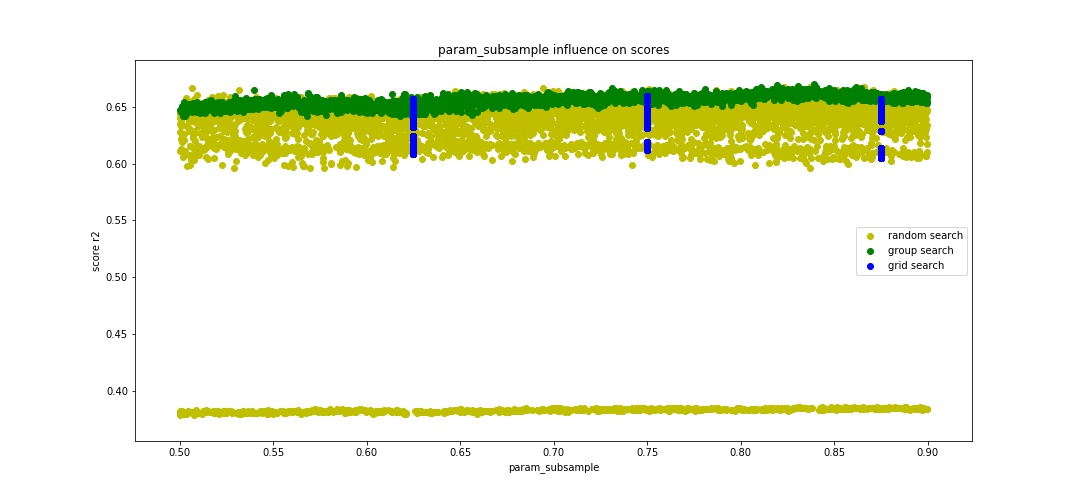 param_subsample influence on scores
score r2
0.65
0.60
0.55
0.50
0.45
0.40
random search
group search
grid search
0.50 0.55 0.60 0.65 0.70 0.75 0.80 0.85 0.90
param_subsample